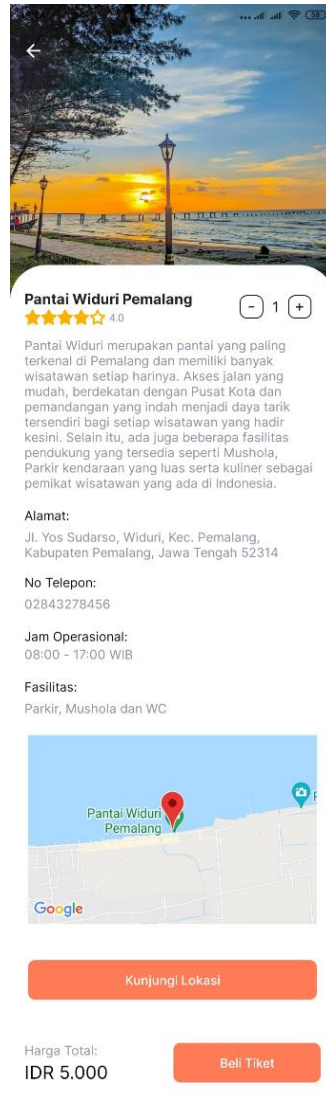 58
Pantai Widuri Pemalang
4.0
- 1 +
Pantai Widuri merupakan pantai yang paling
terkenal di Pemalang dan memiliki banyak
wisatawan setiap harinya. Akses jalan yang
mudah, berdekatan dengan Pusat Kota dan
pemandangan yang indah menjadi daya tarik
tersendiri bagi setiap wisatawan yang hadir
kesini. Selain itu, ada juga beberapa fasilitas
pendukung yang tersedia seperti Mushola,
Parkir kendaraan yang luas serta kuliner sebagai
pemikat wisatawan yang ada di Indonesia.
Alamat:
Jl. Yos Sudarso, Widuri, Kec. Pemalang,
Kabupaten Pemalang, Jawa Tengah 52314
No Telepon:
02843278456
Jam Operasional:
08:00 - 17:00 WIB
Fasilitas:
Parkir, Mushola dan WC
Pantai Widuri
Pemalang
Google
Kunjungi Lokasi
Harga Total:
IDR 5.000
Beli Tiket